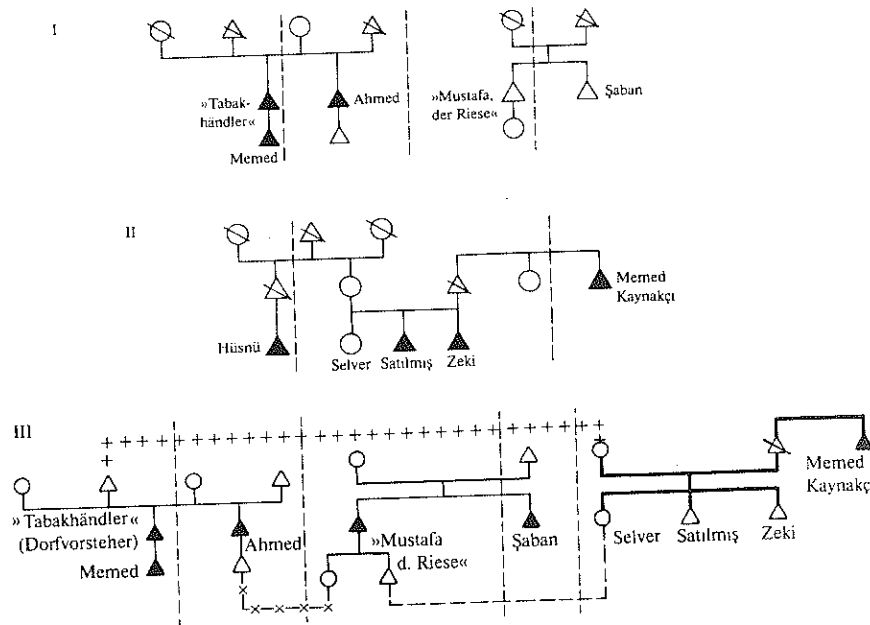 I
»Tabak-
händler«
Memed
Ahmed
»Mustafa,
der Riese«
Şaban
II
Hüsnü
Selver Satılmış Zeki
Memed
Kaynakçı
III
»Tabakhändler«
(Dorfvorsteher)
Memed
Ahmed
»Mustafa
d. Riese«
Şaban
Selver Satılmış Zeki
Memed
Kaynakç